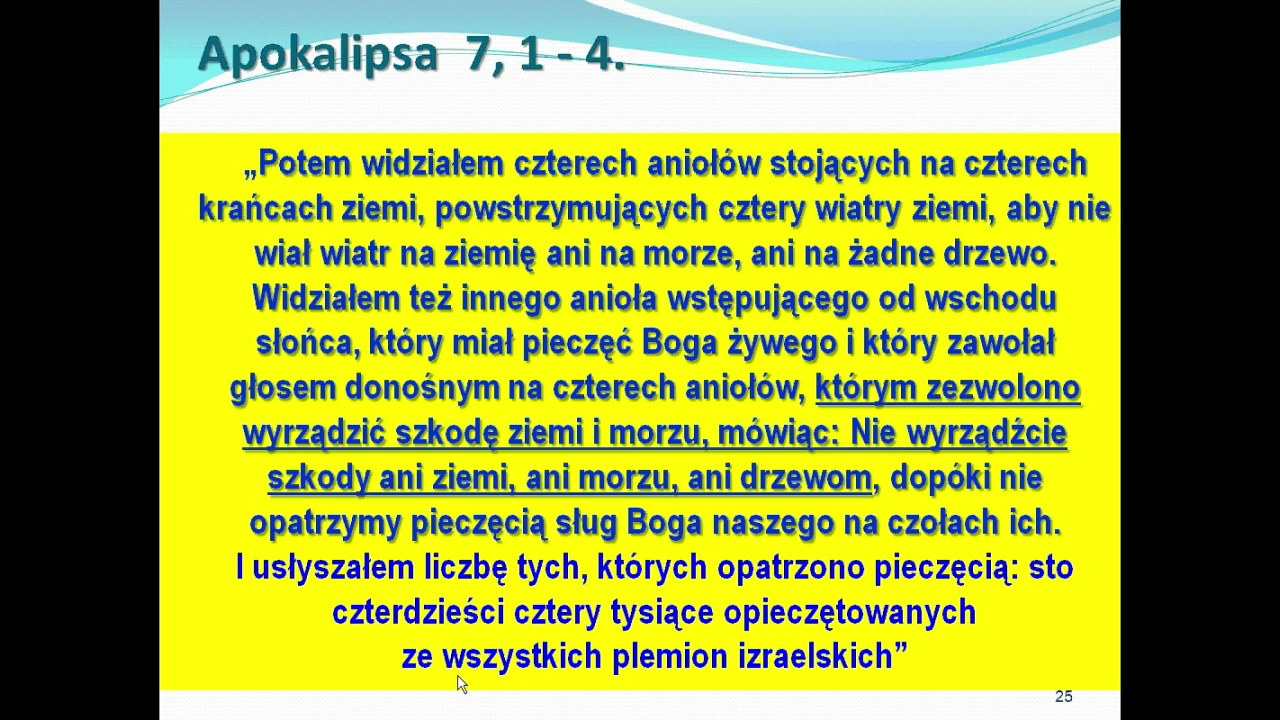 Apokalipsa 7, 1 - 4.
„Potem widziałem czterech aniołów stojących na czterech
krańcach ziemi, powstrzymujących cztery wiatry ziemi, aby nie
wiał wiatr na ziemię ani na morze, ani na żadne drzewo.
Widziałem też innego anioła wstępującego od wschodu
słońca, który miał pieczęć Boga żywego i który zawołał
głosem donośnym na czterech aniołów, którym zezwolono
wyrządzić szkodę ziemi i morzu, mówiąc: Nie wyrządźcie
szkody ani ziemi, ani morzu, ani drzewom, dopóki nie
opatrzymy pieczęcią sług Boga naszego na czołach ich.
I usłyszałem liczbę tych, których opatrzono pieczęcią: sto
czterdzieści cztery tysiące opieczętowanych
ze wszystkich plemion izraelskich”
25